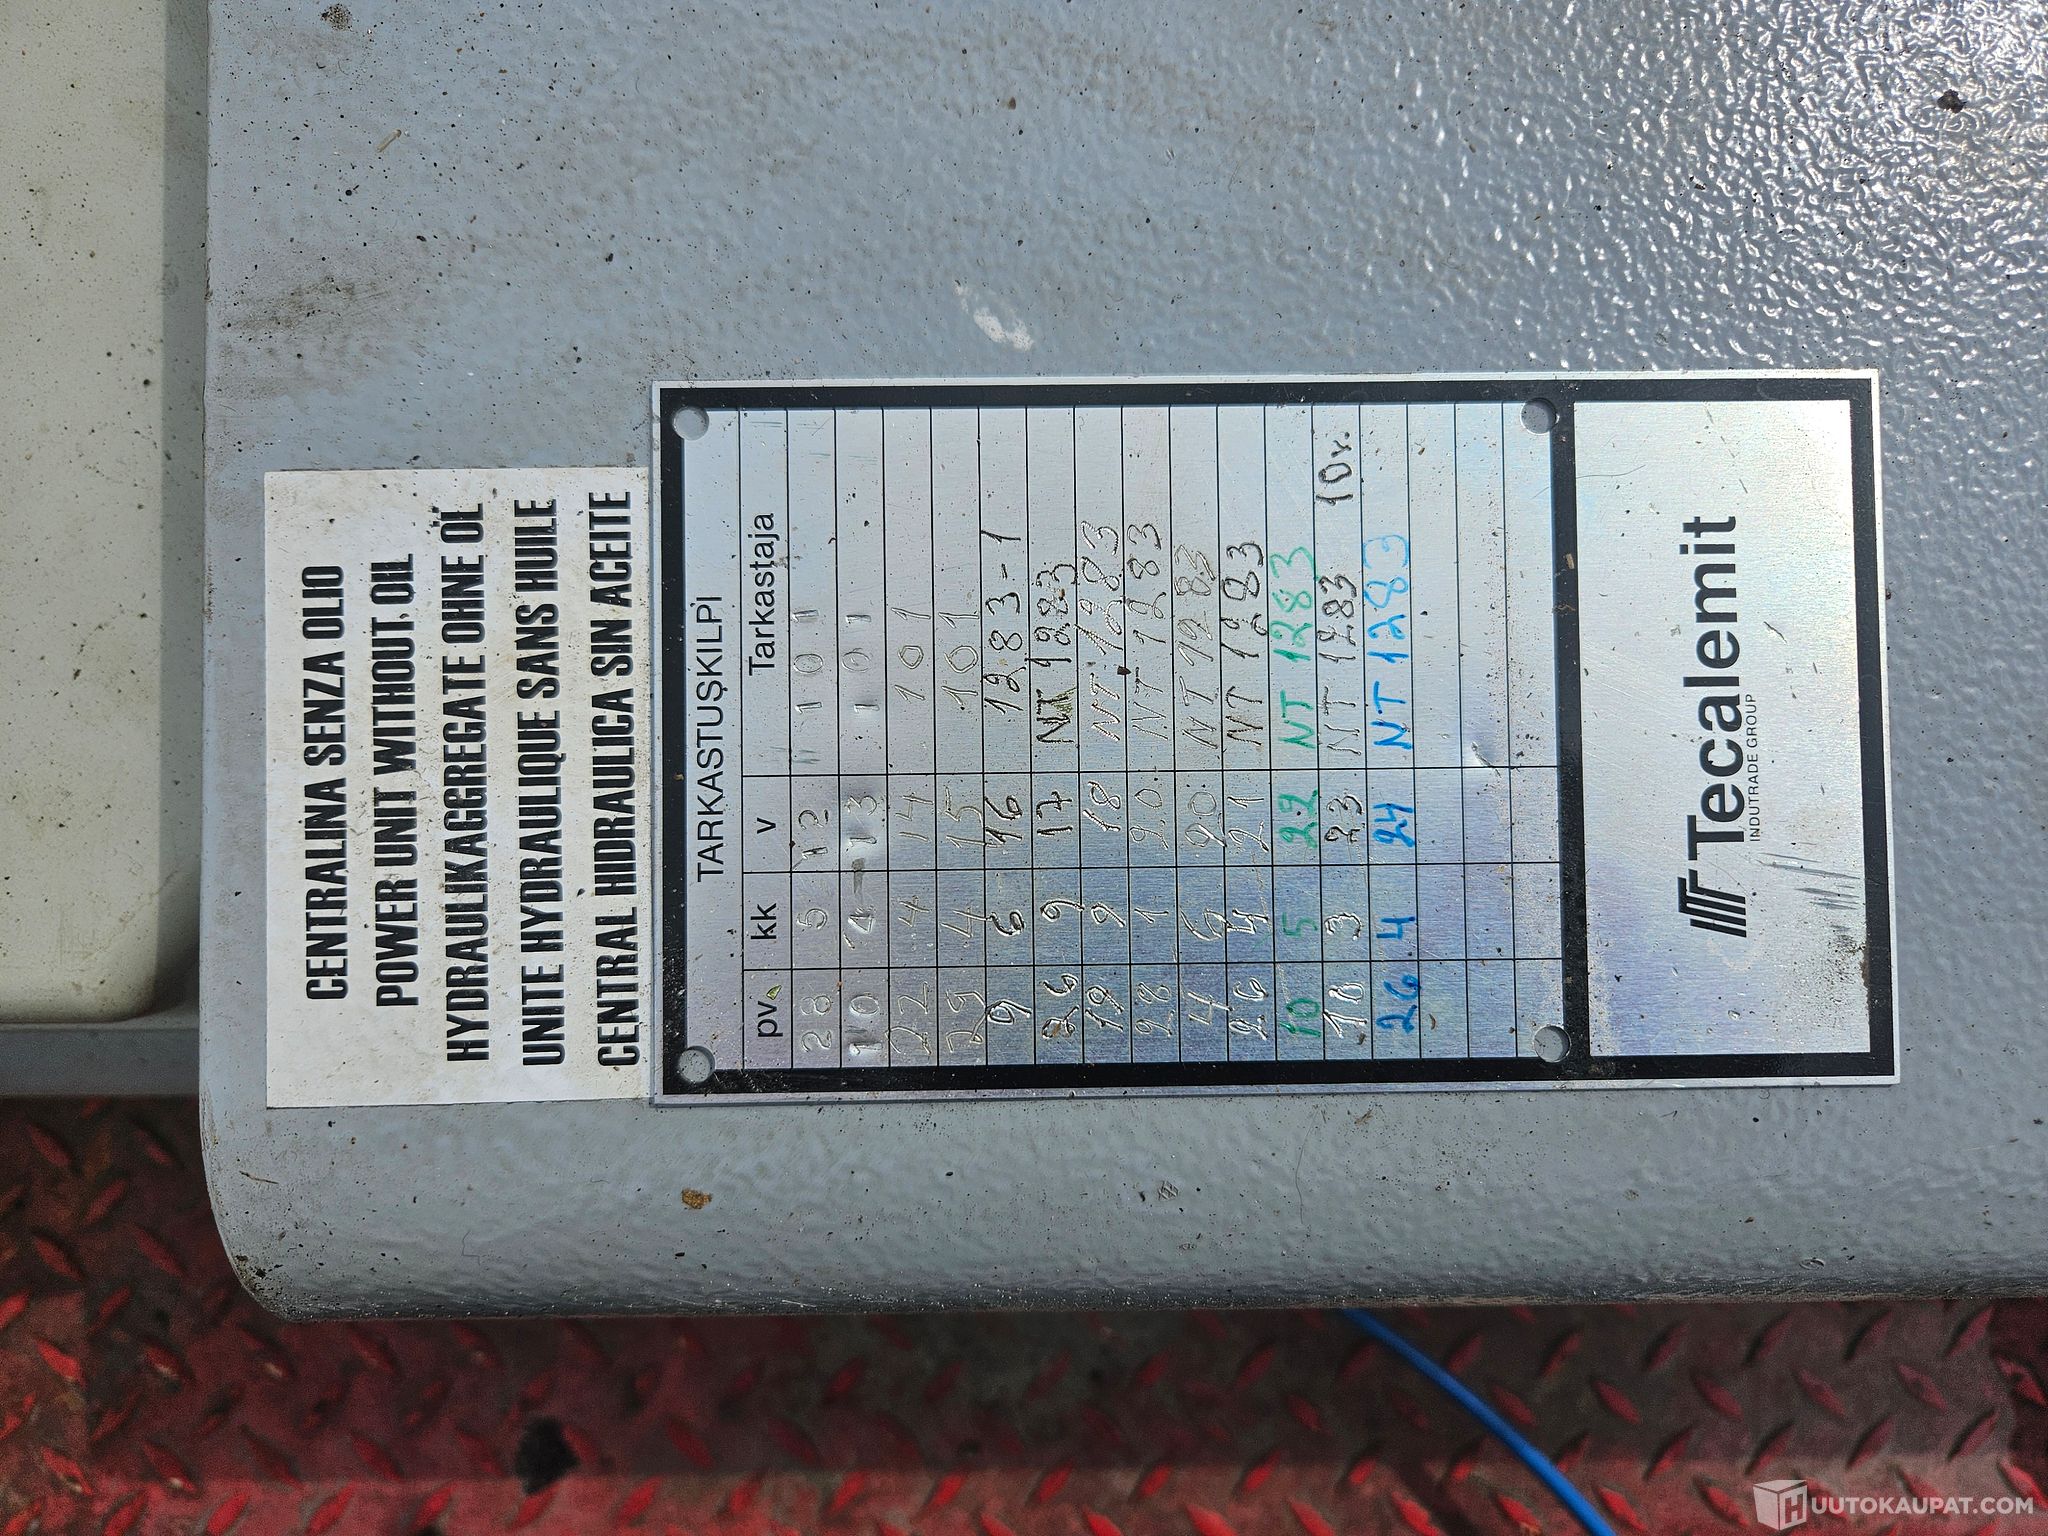 CENTRALINA SENZA OLIO
POWER UNIT WITHOUT OIL
HYDRAULIKAGGREGATE OHNE ÖL
UNITE HYDRAULIQUE SANS HUILE
CENTRAL HIDRAULICA SIN ACEITE
TARKASTUSKILPI
pv kk v Tarkastaja
28 5 12 101
10 4 13 101
22 4 14 101
29 4 15 101
9 6 16 1283-1
26 9 17 NT 1283
19 9 18 NT 1283
28 1 20 NT 1283
4 20 NT 1283
26 4 21 NT 1283
10 5 22 NT 1283
18 3 23 NT 1283 10v.
26 4 24 NT 1283
Tecalemit
INDUTRADE GROUP
HUUTOKAUPAT.COM